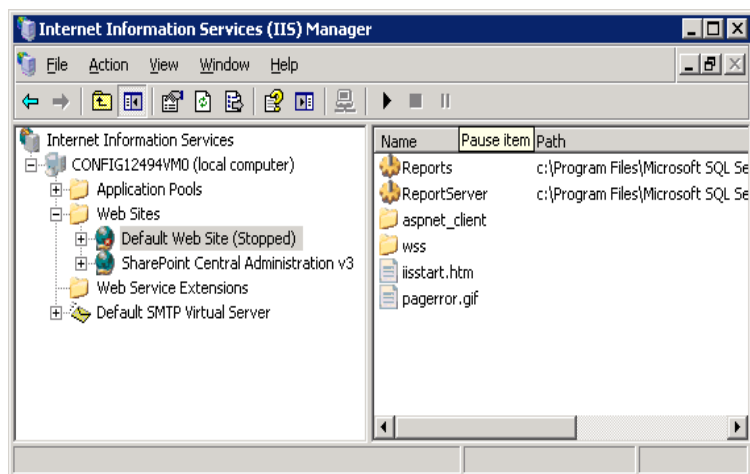 Internet Information Services (IIS) Manager
File Action View Window Help
Internet Information Services
CONFIG12494VM0 (local computer)
Application Pools
Web Sites
Default Web Site (Stopped)
SharePoint Central Administration v3
Web Service Extensions
Default SMTP Virtual Server
Name Pause item Path
Reports c:\Program Files\Microsoft SQL Se
ReportServer c:\Program Files\Microsoft SQL Se
aspnet_client
wss
iisstart.htm
pagerror.gif